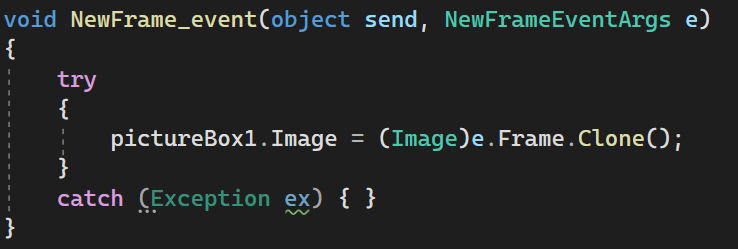 void NewFrame_event(object send, NewFrameEventArgs e)
{
try
{
pictureBox1.Image = (Image)e.Frame.Clone();
}
catch (Exception ex) { }
}